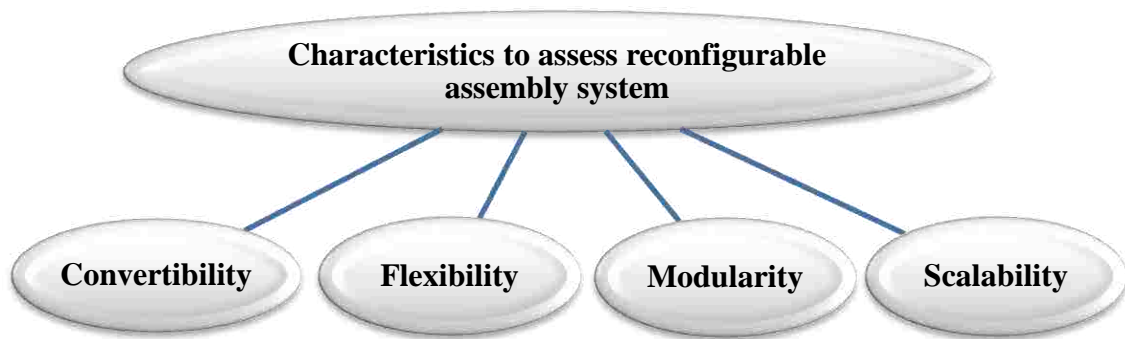 Characteristics to assess reconfigurable
assembly system
Convertibility
Flexibility
Modularity
Scalability